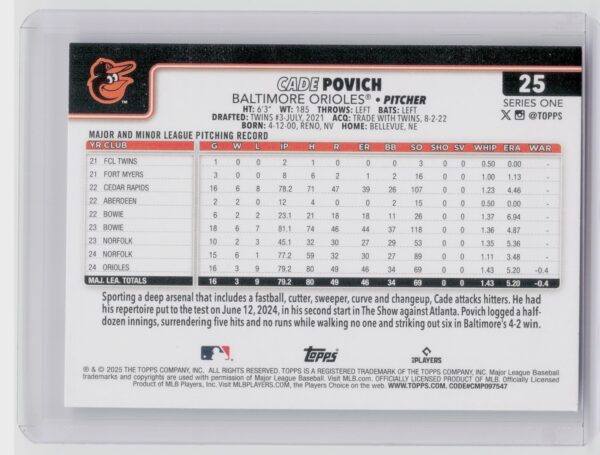 25
SERIES ONE
@TOPPS
CADE POVICH
BALTIMORE ORIOLES® • PITCHER
HT: 6'3" WT: 185 THROWS: LEFT BATS: LEFT
DRAFTED: TWINS #3-JULY, 2021 ACQ: TRADE WITH TWINS, 8-2-22
BORN: 4-12-00, RENO, NV HOME: BELLEVUE, NE
MAJOR AND MINOR LEAGUE PITCHING RECORD
YR CLUB G W L IP H R ER BB SO SHO SV WHIP ERA WAR
21 FCL TWINS 1 0 0 2 1 0 0 0 3 0 0 0.50 0.00 -
21 FORT MYERS 3 0 0 8 6 2 1 2 16 0 0 1.00 1.13 -
22 CEDAR RAPIDS 16 6 8 78.2 71 47 39 26 107 0 0 1.23 4.46 -
22 ABERDEEN 2 2 0 12 4 0 0 2 15 0 0 0.50 0.00 -
22 BOWIE 6 2 2 23.1 21 18 18 11 26 0 0 1.37 6.94 -
23 BOWIE 18 6 7 81.1 74 46 44 37 118 0 0 1.36 4.87 -
23 NORFOLK 10 2 3 45.1 32 30 27 29 53 0 0 1.35 5.36 -
24 NORFOLK 15 6 1 77.2 59 31 30 34 95 0 0 1.11 3.48 -
24 ORIOLES 16 3 9 79.2 80 49 46 34 69 0 0 1.43 5.20 -0.4
MAJ. LEA. TOTALS 16 3 9 79.2 80 49 46 34 69 0 0 1.43 5.20 -0.4
Sporting a deep arsenal that includes a fastball, cutter, sweeper, curve and changeup, Cade attacks hitters. He had
his repertoire put to the test on June 12, 2024, in his second start in The Show against Atlanta. Povich logged a half-
dozen innings, surrendering five hits and no runs while walking no one and striking out six in Baltimore's 4-2 win.
TOPPS
PLAYERS
® & © 2025 THE TOPPS COMPANY, INC. ALL RIGHTS RESERVED. TOPPS IS A REGISTERED TRADEMARK OF THE TOPPS COMPANY, INC. Major League Baseball
trademarks and copyrights are used with permission of Major League Baseball. Visit MLB.com. OFFICIALLY LICENSED PRODUCT OF MLB. Officially Licensed
Product of MLB Players, Inc. Visit MLBPLAYERS.com, the Players Choice on the web. WWW.TOPPS.COM. CODE#CMP097547